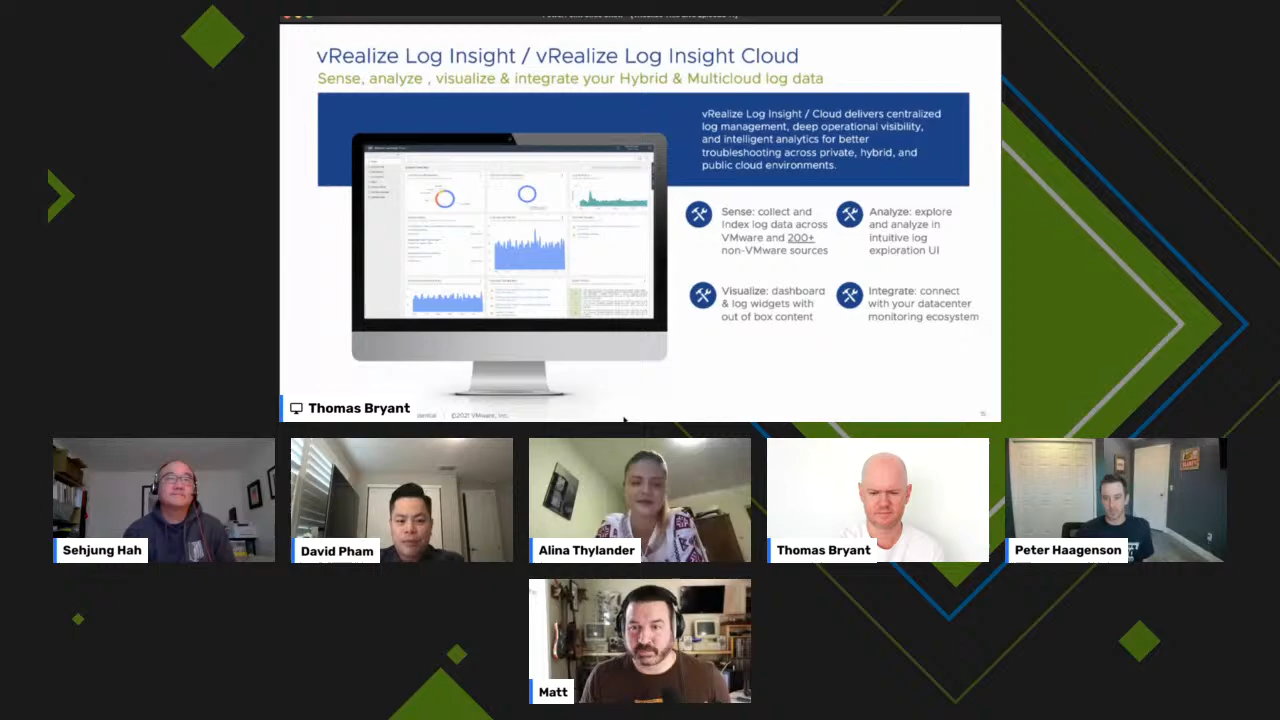 vRealize Log Insight / vRealize Log Insight Cloud
Sense, analyze , visualize & integrate your Hybrid & Multicloud log data
vRealize Log Insight / Cloud delivers centralized
log management, deep operational visibility,
and intelligent analytics for better
troubleshooting across private, hybrid, and
public cloud environments.
Sense: collect and
Index log data across
VMware and 200+
non-VMware sources
Analyze: explore
and analyze in
intuitive log
exploration UI
Visualize: dashboard
& log widgets with
out of box content
Integrate: connect
with your datacenter
monitoring ecosystem
Thomas Bryant
©2021 VMware, Inc.
Sehjung Hah
David Pham
Alina Thylander
Thomas Bryant
Peter Haagenson
Matt